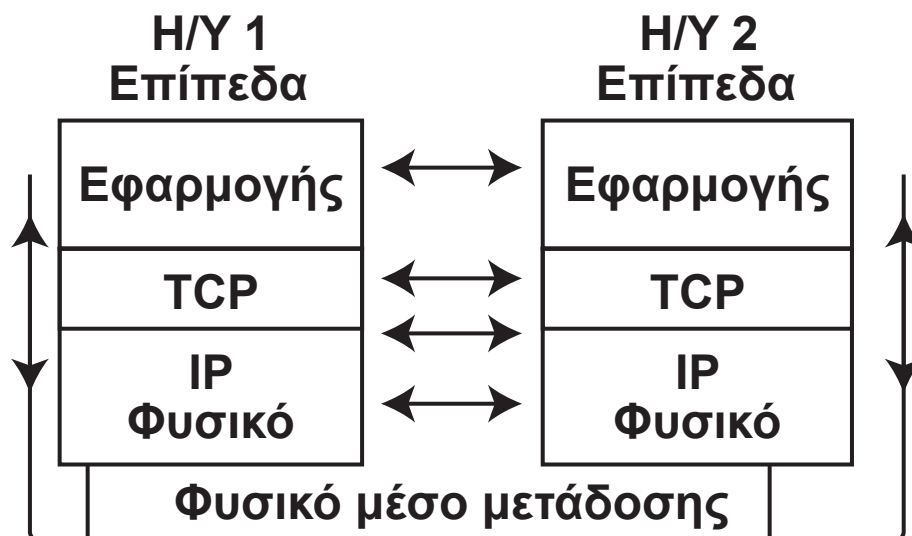 Η/Υ 1
Επίπεδα
Εφαρμογής
TCP
IP
Φυσικό
Η/Υ 2
Επίπεδα
Εφαρμογής
TCP
IP
Φυσικό
Φυσικό μέσο μετάδοσης